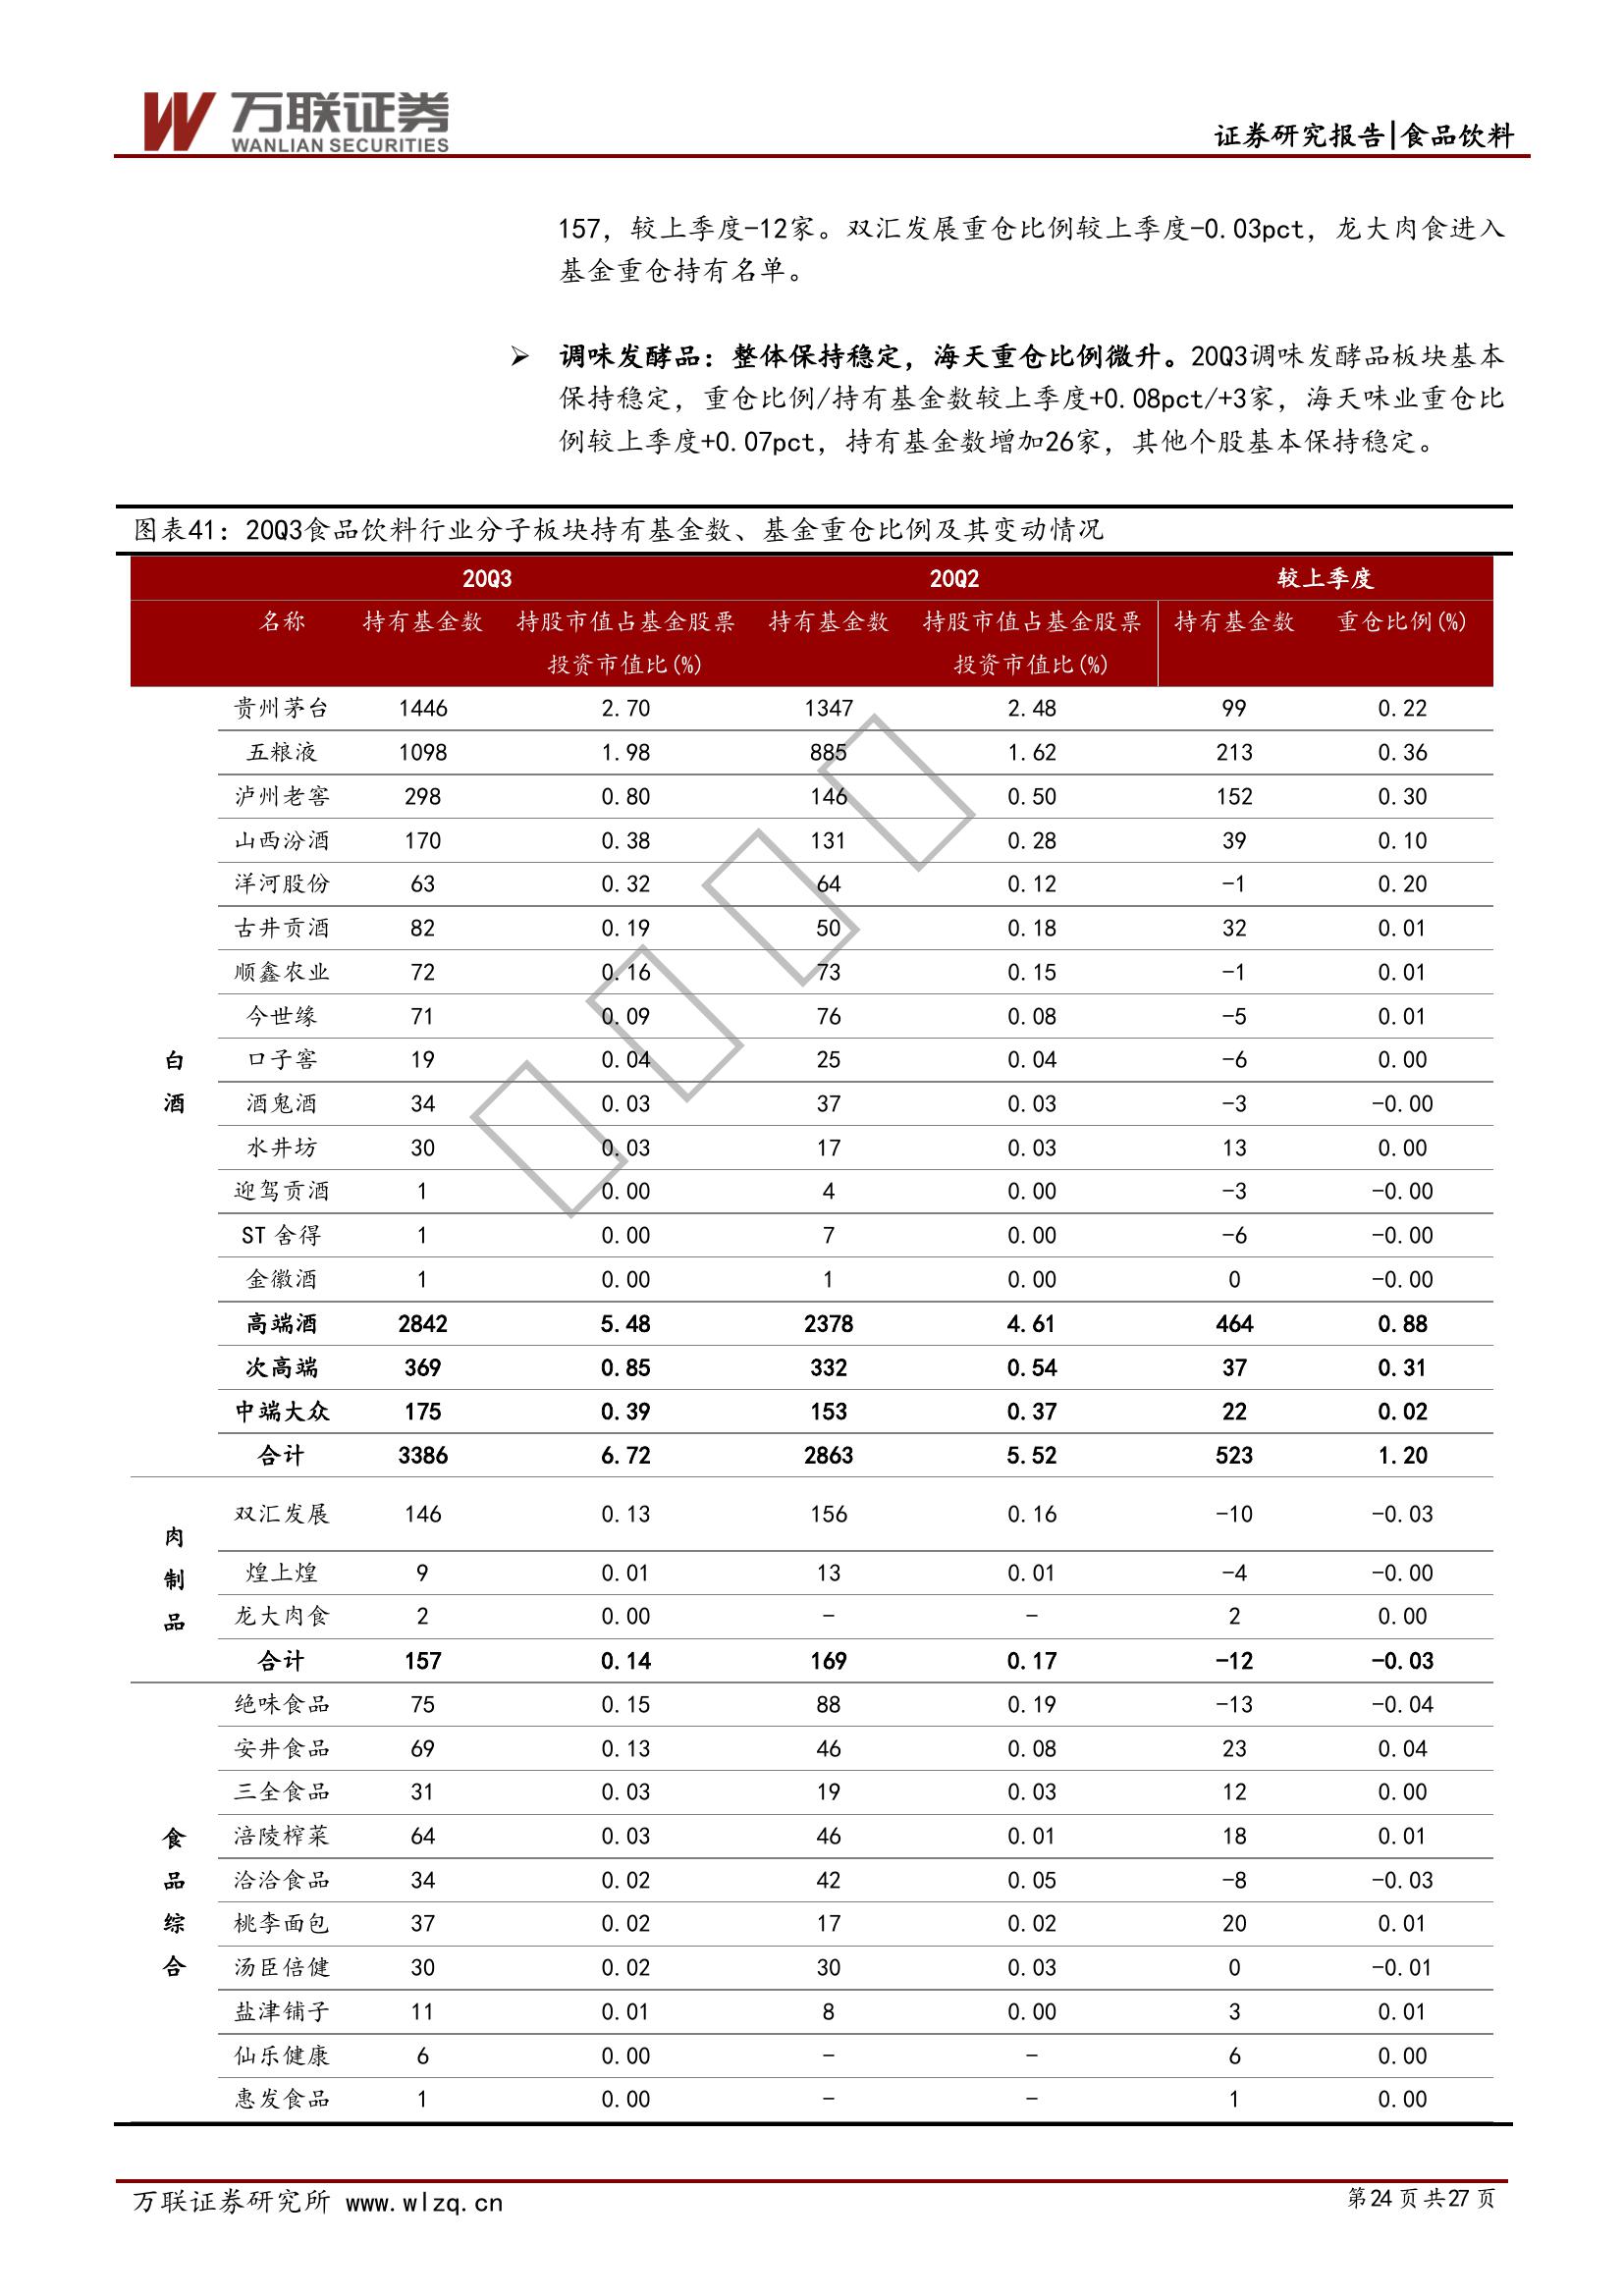 万联证券
WANLIAN SECURITIES
证券研究报告|食品饮料
157，较上季度-12家。双汇发展重仓比例较上季度-0.03pct，龙大肉食进入
基金重仓持有名单。
➢ 调味发酵品：整体保持稳定，海天重仓比例微升。20Q3调味发酵品板块基本
保持稳定，重仓比例/持有基金数较上季度+0.08pct/+3家，海天味业重仓比
例较上季度+0.07pct，持有基金数增加26家，其他个股基本保持稳定。
图表41：20Q3食品饮料行业分子板块持有基金数、基金重仓比例及其变动情况
20Q3 20Q2 较上季度
名称 持有基金数 持股市值占基金股票 持有基金数 持股市值占基金股票 持有基金数 重仓比例(%)
投资市值比(%) 投资市值比(%)
贵州茅台 1446 2.70 1347 2.48 99 0.22
五粮液 1098 1.98 885 1.62 213 0.36
泸州老窖 298 0.80 146 0.50 152 0.30
山西汾酒 170 0.38 131 0.28 39 0.10
洋河股份 63 0.32 64 0.12 -1 0.20
古井贡酒 82 0.19 50 0.18 32 0.01
顺鑫农业 72 0.16 73 0.15 -1 0.01
今世缘 71 0.09 76 0.08 -5 0.01
白
口子窖 19 0.04 25 0.04 -6 0.00
酒
酒鬼酒 34 0.03 37 0.03 -3 -0.00
水井坊 30 0.03 17 0.03 13 0.00
迎驾贡酒 1 0.00 4 0.00 -3 -0.00
ST 舍得 1 0.00 7 0.00 -6 -0.00
金徽酒 1 0.00 1 0.00 0 -0.00
高端酒 2842 5.48 2378 4.61 464 0.88
次高端 369 0.85 332 0.54 37 0.31
中端大众 175 0.39 153 0.37 22 0.02
合计 3386 6.72 2863 5.52 523 1.20
双汇发展 146 0.13 156 0.16 -10 -0.03
肉
制
煌上煌 9 0.01 13 0.01 -4 -0.00
品
龙大肉食 2 0.00 - - 2 0.00
合计 157 0.14 169 0.17 -12 -0.03
绝味食品 75 0.15 88 0.19 -13 -0.04
安井食品 69 0.13 46 0.08 23 0.04
三全食品 31 0.03 19 0.03 12 0.00
食
涪陵榨菜 64 0.03 46 0.01 18 0.01
品
洽洽食品 34 0.02 42 0.05 -8 -0.03
综
桃李面包 37 0.02 17 0.02 20 0.01
合
汤臣倍健 30 0.02 30 0.03 0 -0.01
盐津铺子 11 0.01 8 0.00 3 0.01
仙乐健康 6 0.00 - - 6 0.00
惠发食品 1 0.00 - - 1 0.00
万联证券研究所 www.wlzq.cn
第24 页 共27 页